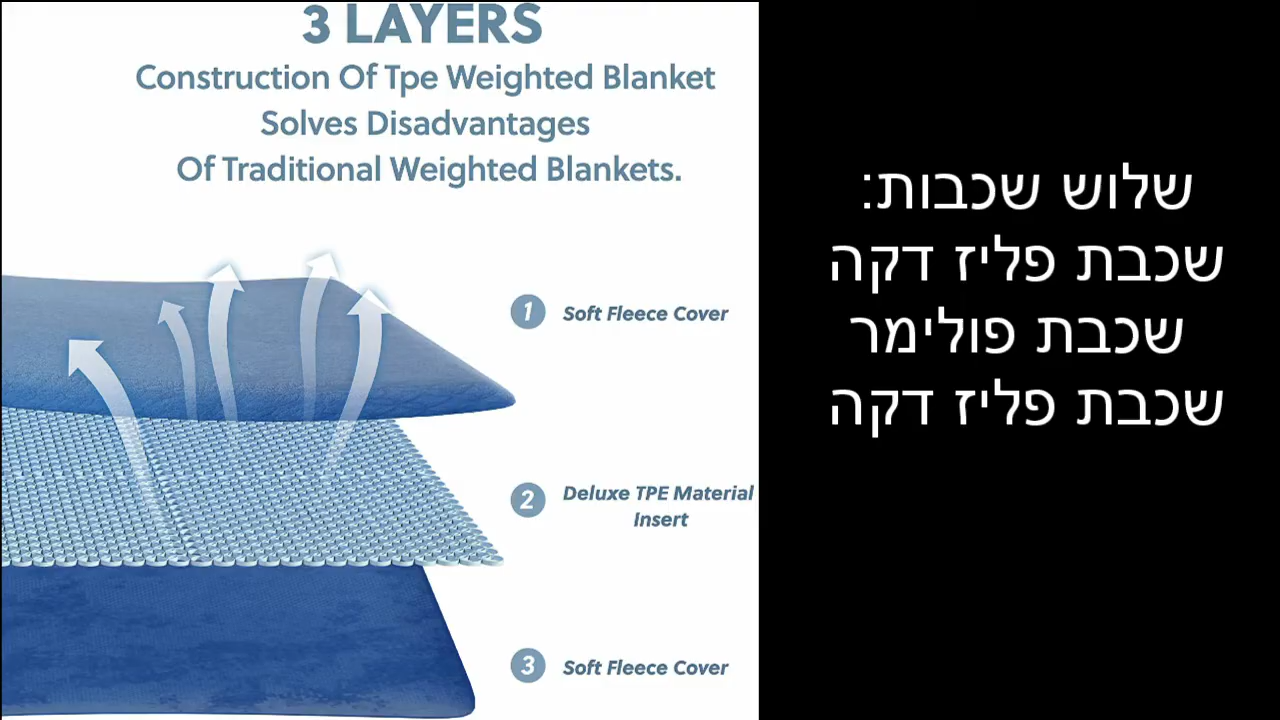 3 LAYERS
Construction Of Tpe Weighted Blanket
Solves Disadvantages
Of Traditional Weighted Blankets.
1 Soft Fleece Cover
2 Deluxe TPE Material
Insert
3 Soft Fleece Cover
שלוש שכבות:
שכבת פליז דקה
שכבת פולימר
שכבת פליז דקה